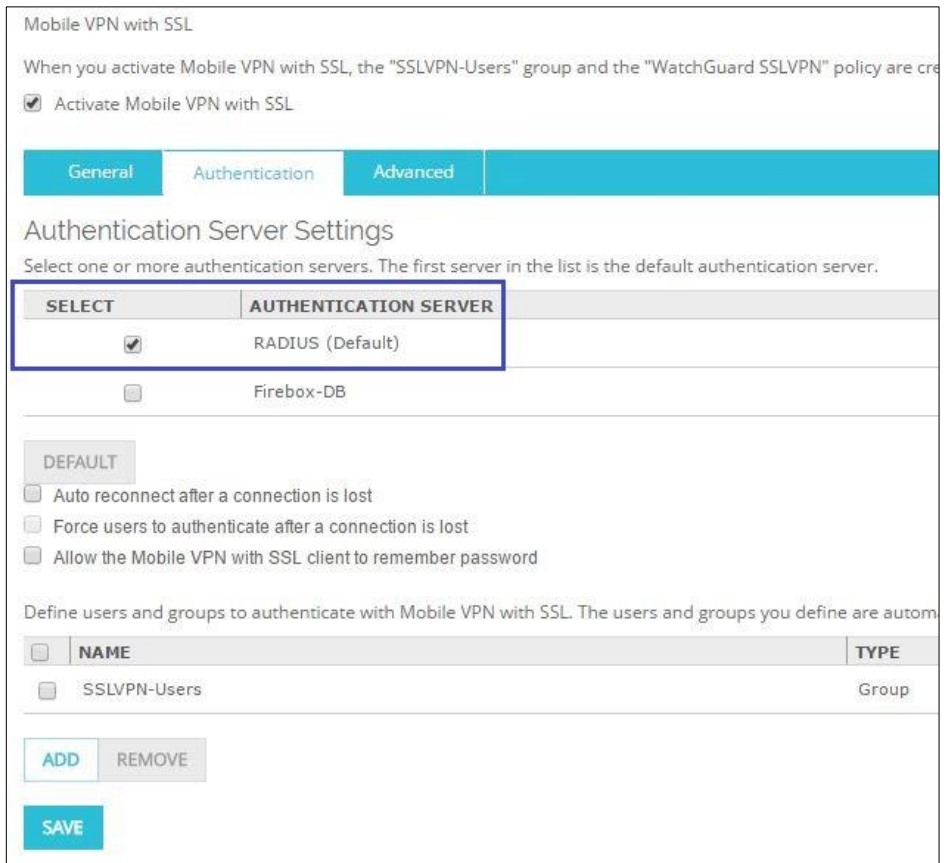 Mobile VPN with SSL
When you activate Mobile VPN with SSL, the "SSLVPN-Users" group and the "WatchGuard SSLVPN" policy are cre
Activate Mobile VPN with SSL
General Authentication Advanced
Authentication Server Settings
Select one or more authentication servers. The first server in the list is the default authentication server.
SELECT AUTHENTICATION SERVER
RADIUS (Default)
Firebox-DB
DEFAULT
Auto reconnect after a connection is lost
Force users to authenticate after a connection is lost
Allow the Mobile VPN with SSL client to remember password
Define users and groups to authenticate with Mobile VPN with SSL. The users and groups you define are autom
NAME TYPE
SSLVPN-Users Group
ADD REMOVE
SAVE